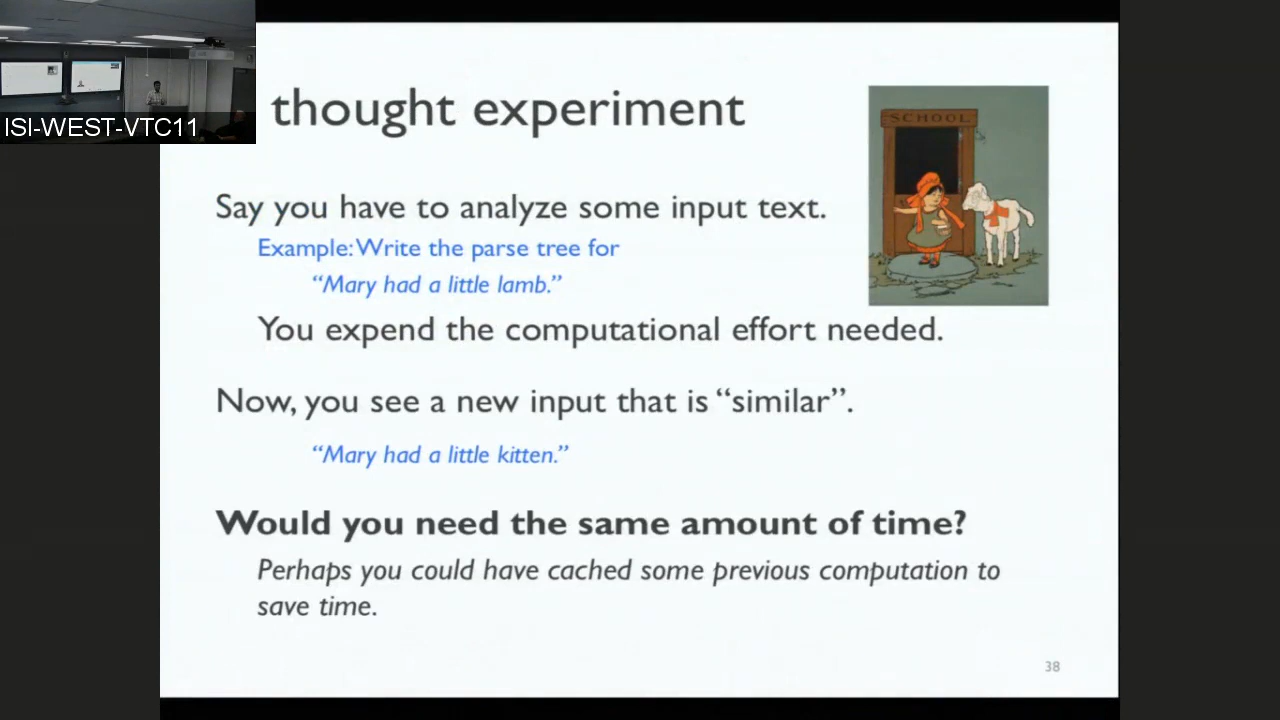 ISI-WEST-VTC11
thought experiment
SCHOOL
Say you have to analyze some input text.
Example: Write the parse tree for
“Mary had a little lamb.”
You expend the computational effort needed.
Now, you see a new input that is “similar”.
“Mary had a little kitten.”
Would you need the same amount of time?
Perhaps you could have cached some previous computation to
save time.
38